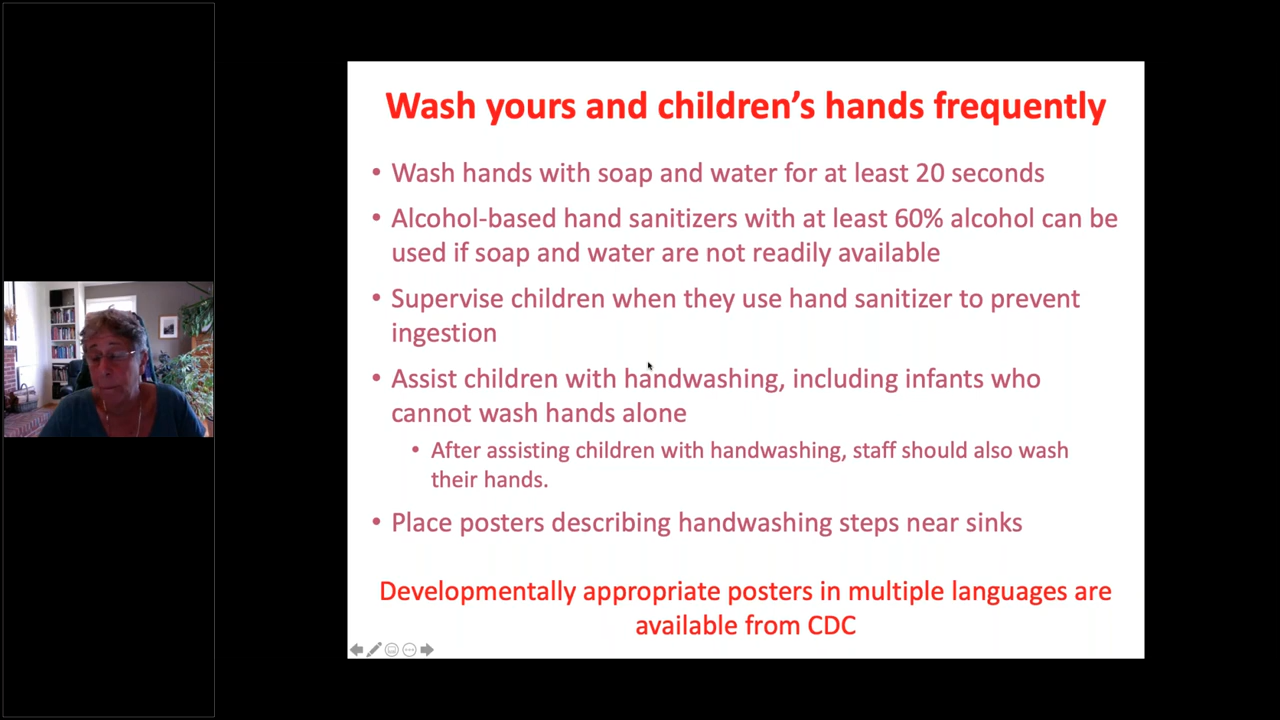 Wash yours and children’s hands frequently
• Wash hands with soap and water for at least 20 seconds
• Alcohol-based hand sanitizers with at least 60% alcohol can be
used if soap and water are not readily available
• Supervise children when they use hand sanitizer to prevent
ingestion
• Assist children with handwashing, including infants who
cannot wash hands alone
• After assisting children with handwashing, staff should also wash
their hands.
• Place posters describing handwashing steps near sinks
Developmentally appropriate posters in multiple languages are
available from CDC